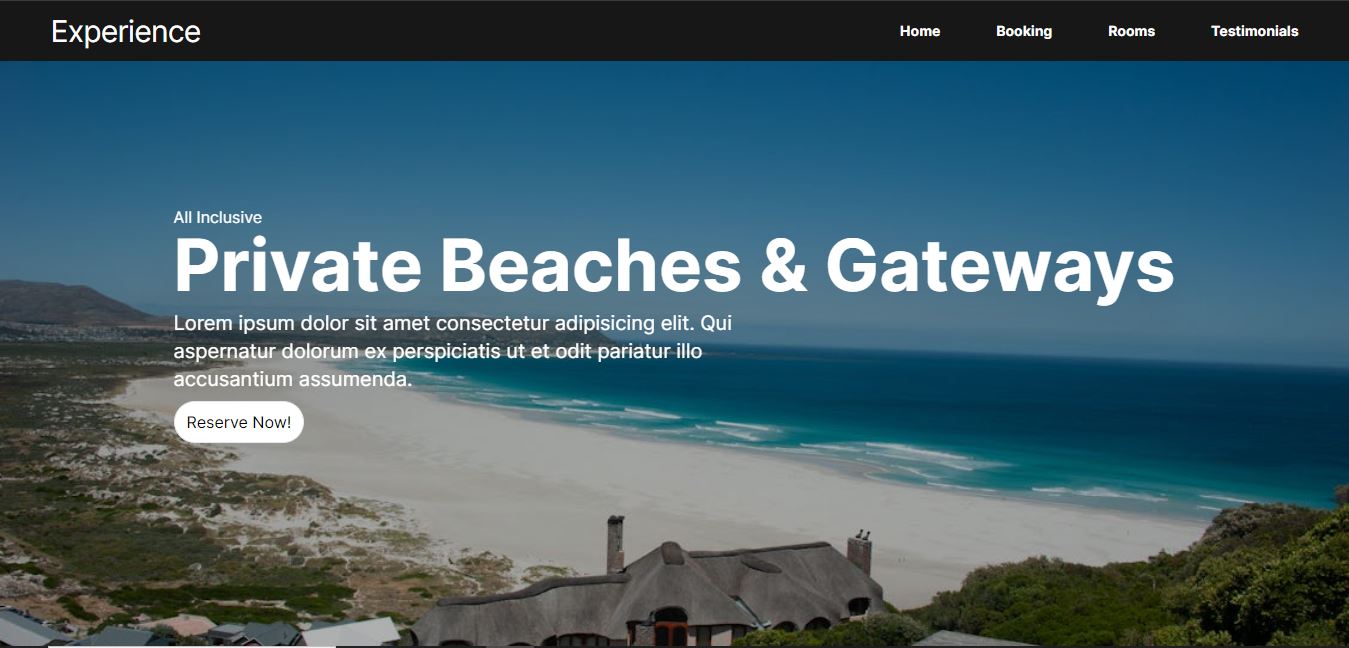 Experience
Home Booking Rooms Testimonials
All Inclusive
Private Beaches & Gateways
Lorem ipsum dolor sit amet consectetur adipisicing elit. Qui
aspernatur dolorum ex perspiciatis ut et odit pariatur illo
accusantium assumenda.
Reserve Now!